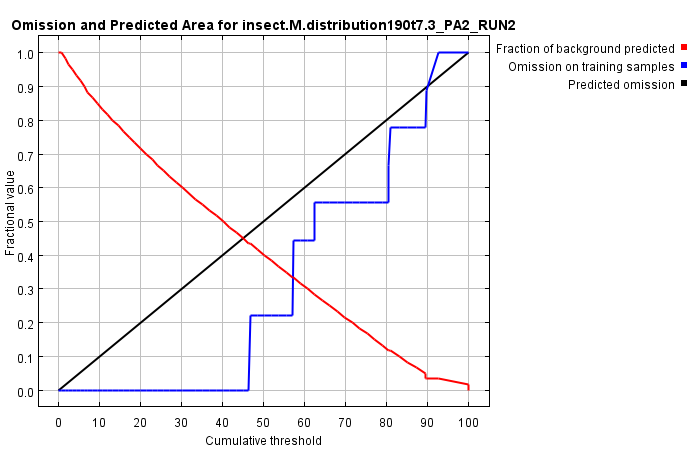 Omission and Predicted Area for insect.M.distribution190t7.3_PA2_RUN2
Fraction of background predicted
Omission on training samples
Predicted omission
Fractional value
1.0
0.9
0.8
0.7
0.6
0.5
0.4
0.3
0.2
0.1
0.0
0 10 20 30 40 50 60 70 80 90 100
Cumulative threshold